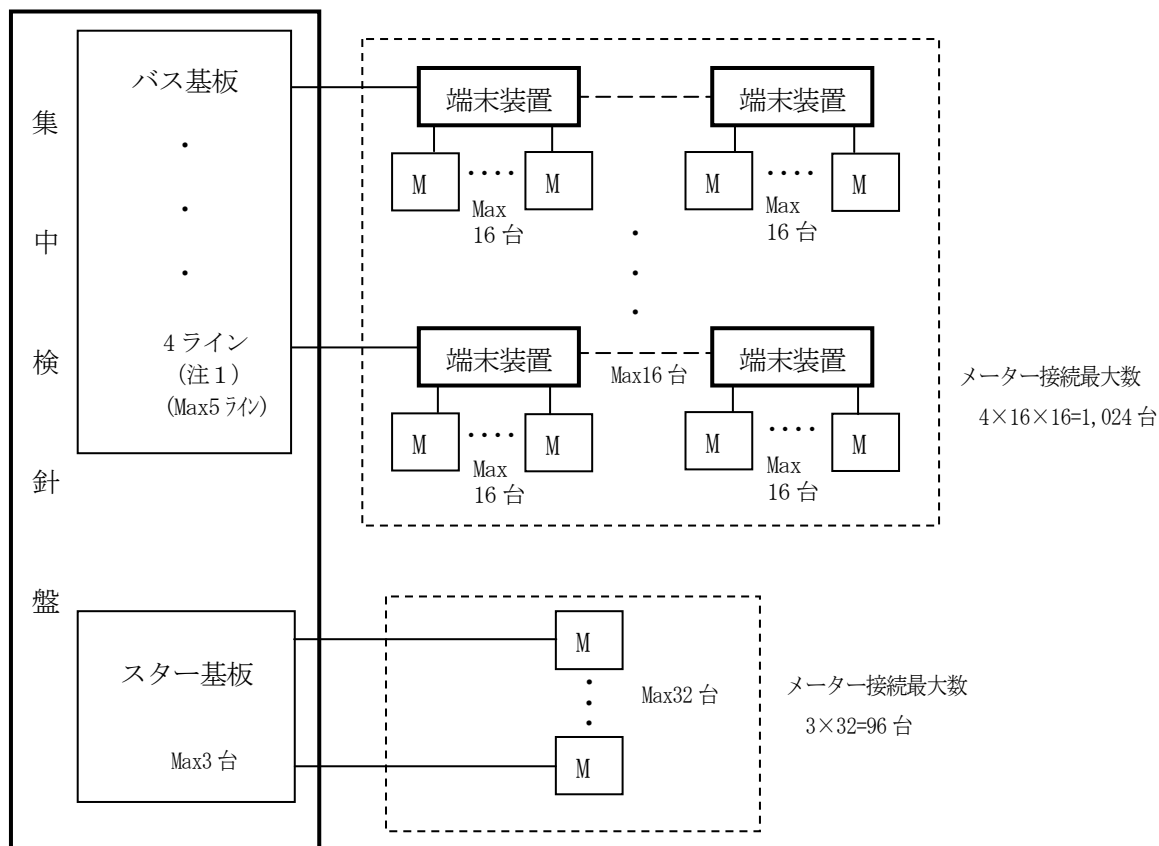 集中検針盤
バス基板
4ライン
(注1)
(Max5ライン)
端末装置
端末装置
M
M
M
M
Max
16台
Max
16台
端末装置
端末装置
Max16台
M
M
M
M
Max
16台
Max
16台
メーター接続最大数
4×16×16=1,024台
スター基板
Max3台
M
M
Max32台
メーター接続最大数
3×32=96台